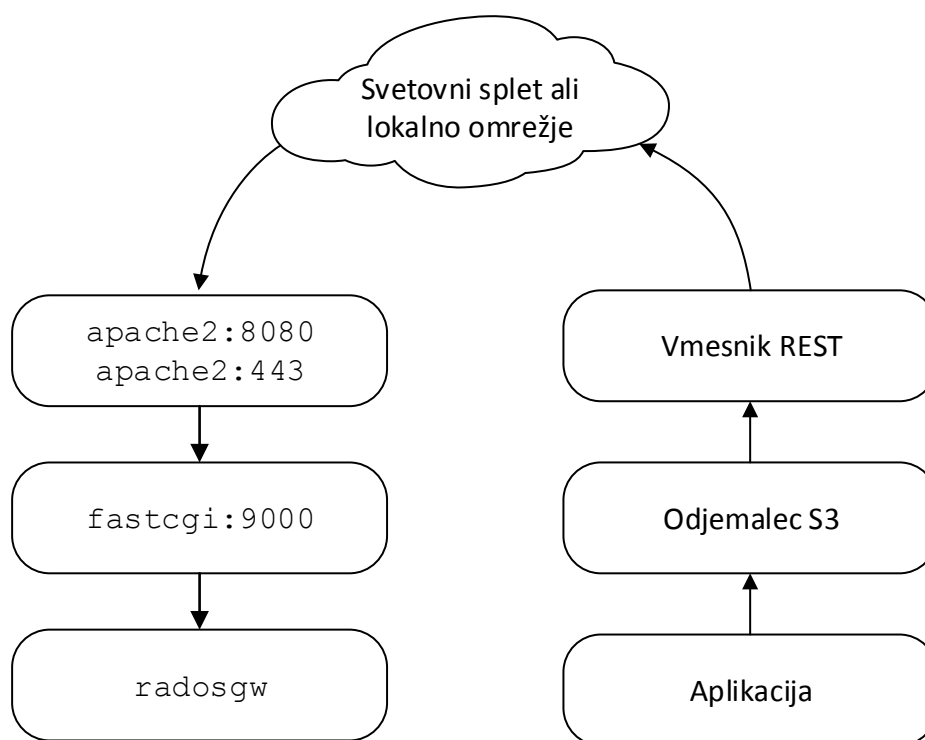 Svetovni splet ali
lokalno omrežje
apache2:8080
apache2:443
fastcgi:9000
radosgw
Vmesnik REST
Odjemalec S3
Aplikacija